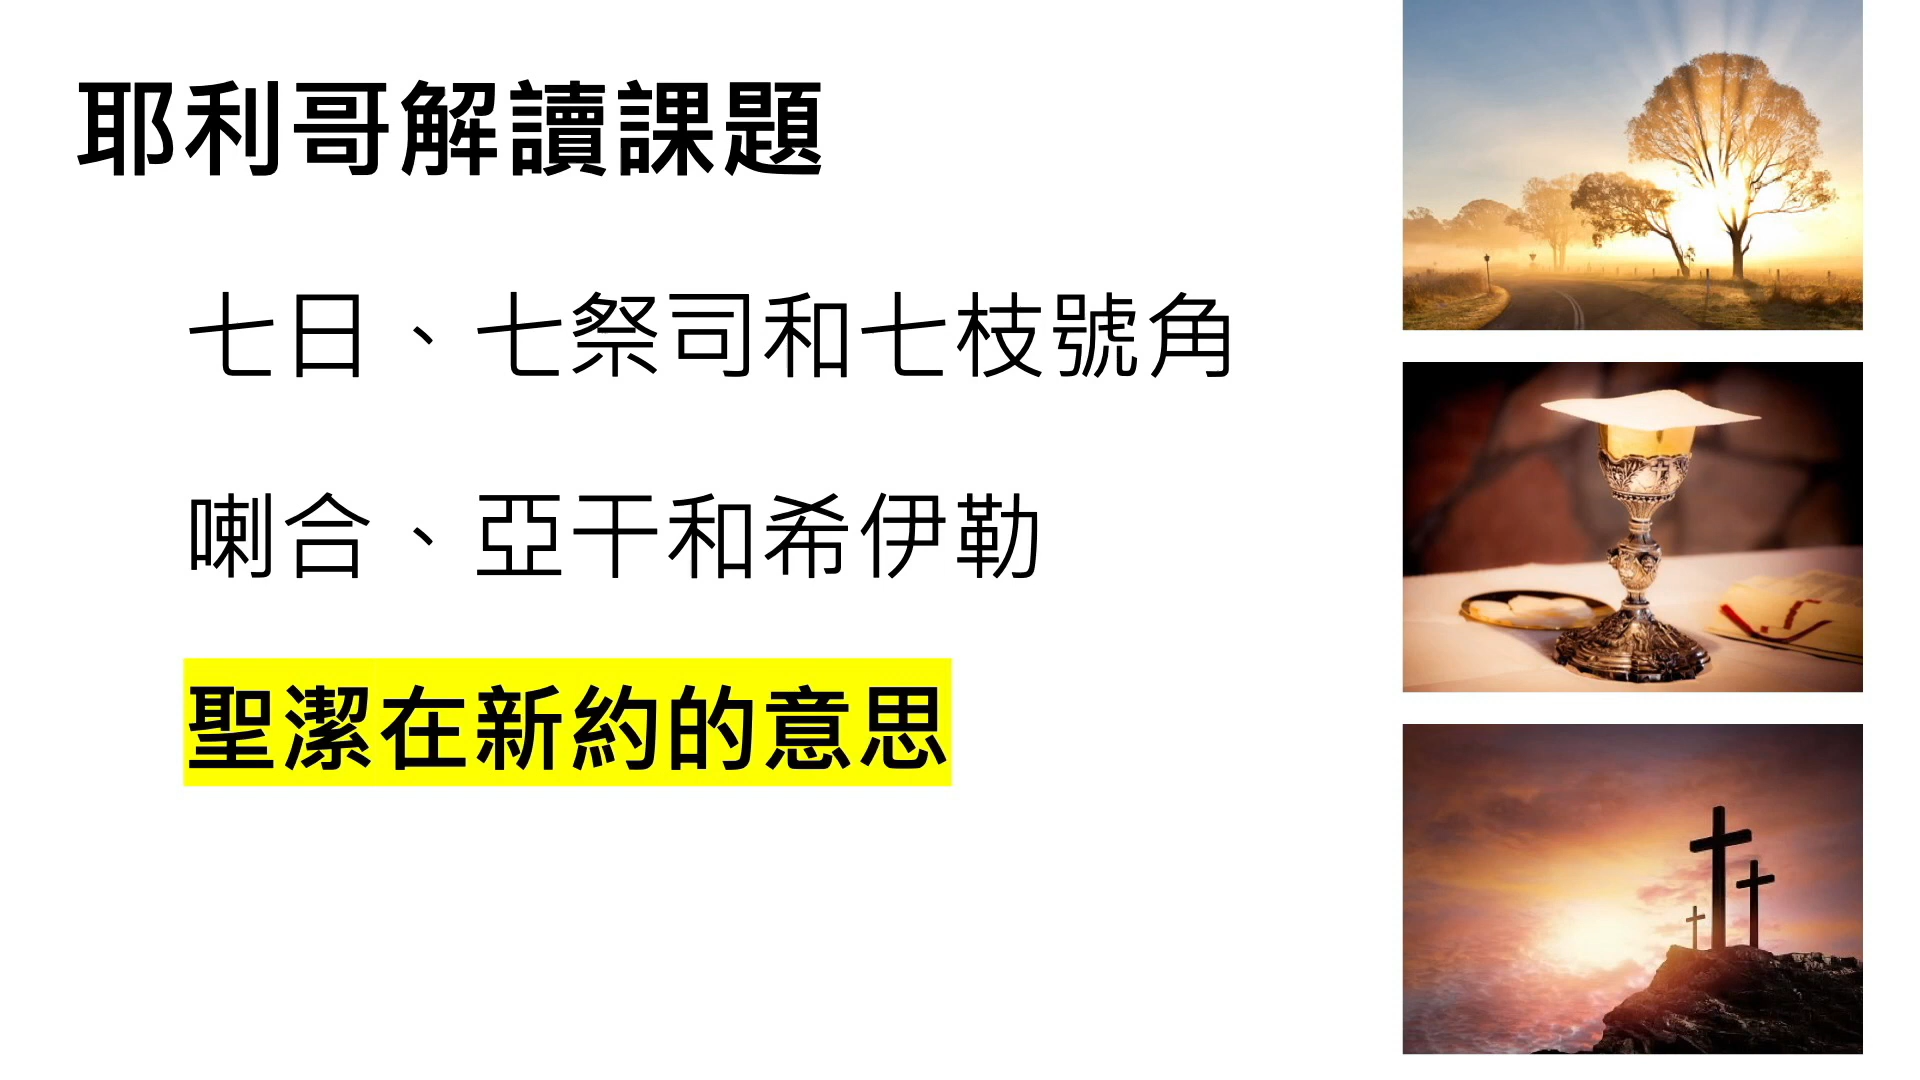 耶利哥解讀課題
七日、七祭司和七枝號角
喇合、亞干和希伊勒
聖潔在新約的意思